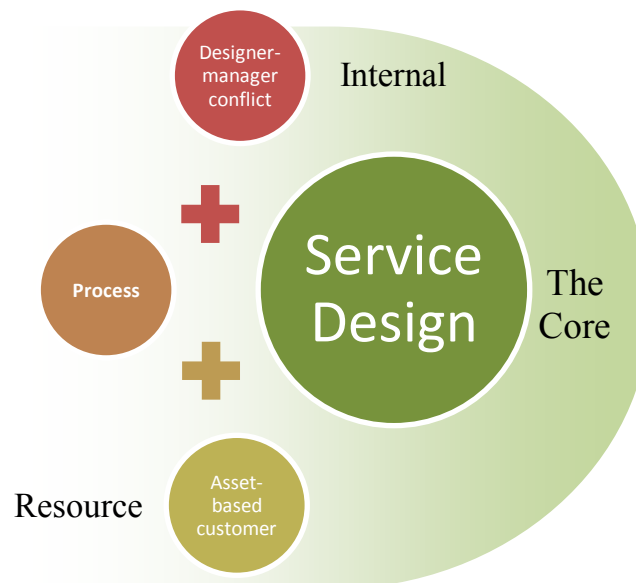 Designer-
manager
conflict
Internal
Service
Design
Process
The
Core
Asset-
based
customer
Resource